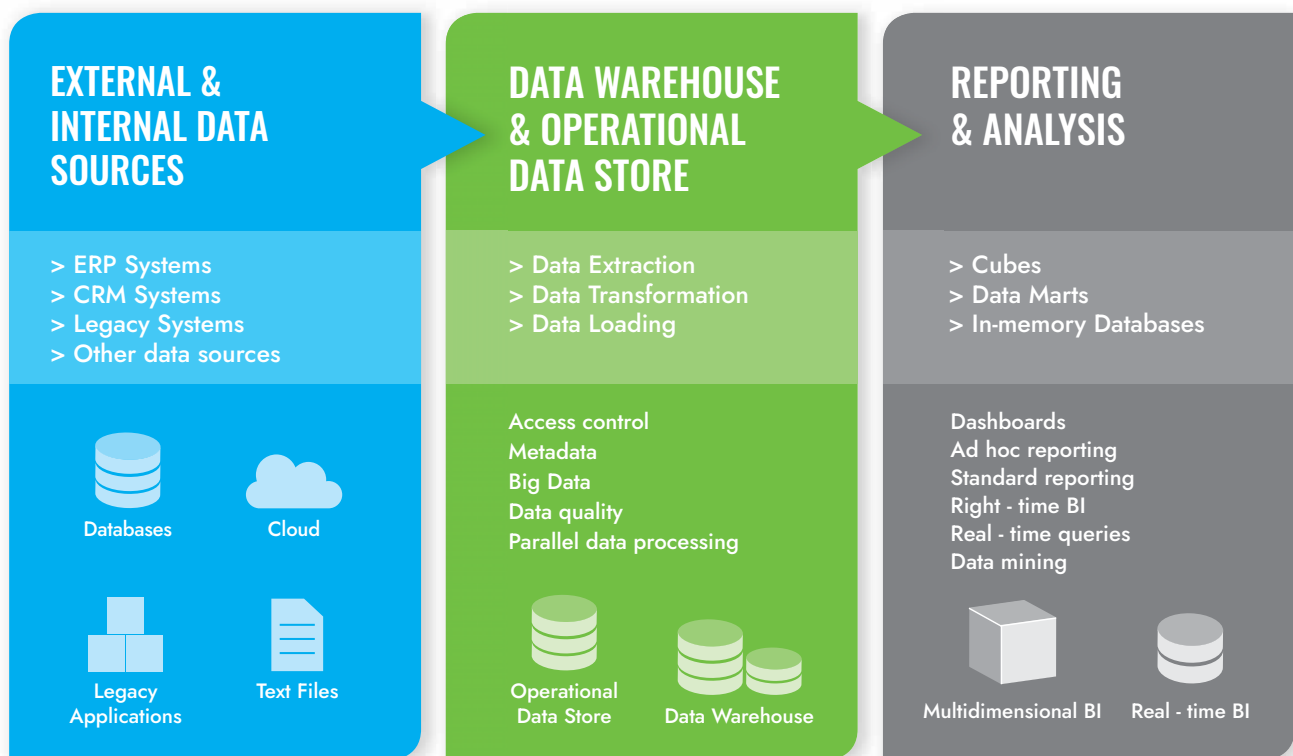 EXTERNAL &
INTERNAL DATA
SOURCES
> ERP Systems
> CRM Systems
> Legacy Systems
> Other data sources
Databases
Cloud
Legacy
Applications
Text Files
DATA WAREHOUSE
& OPERATIONAL
DATA STORE
> Data Extraction
> Data Transformation
> Data Loading
Access control
Metadata
Big Data
Data quality
Parallel data processing
Operational
Data Store
Data Warehouse
REPORTING
& ANALYSIS
> Cubes
> Data Marts
> In-memory Databases
Dashboards
Ad hoc reporting
Standard reporting
Right - time BI
Real - time queries
Data mining
Multidimensional BI
Real - time BI